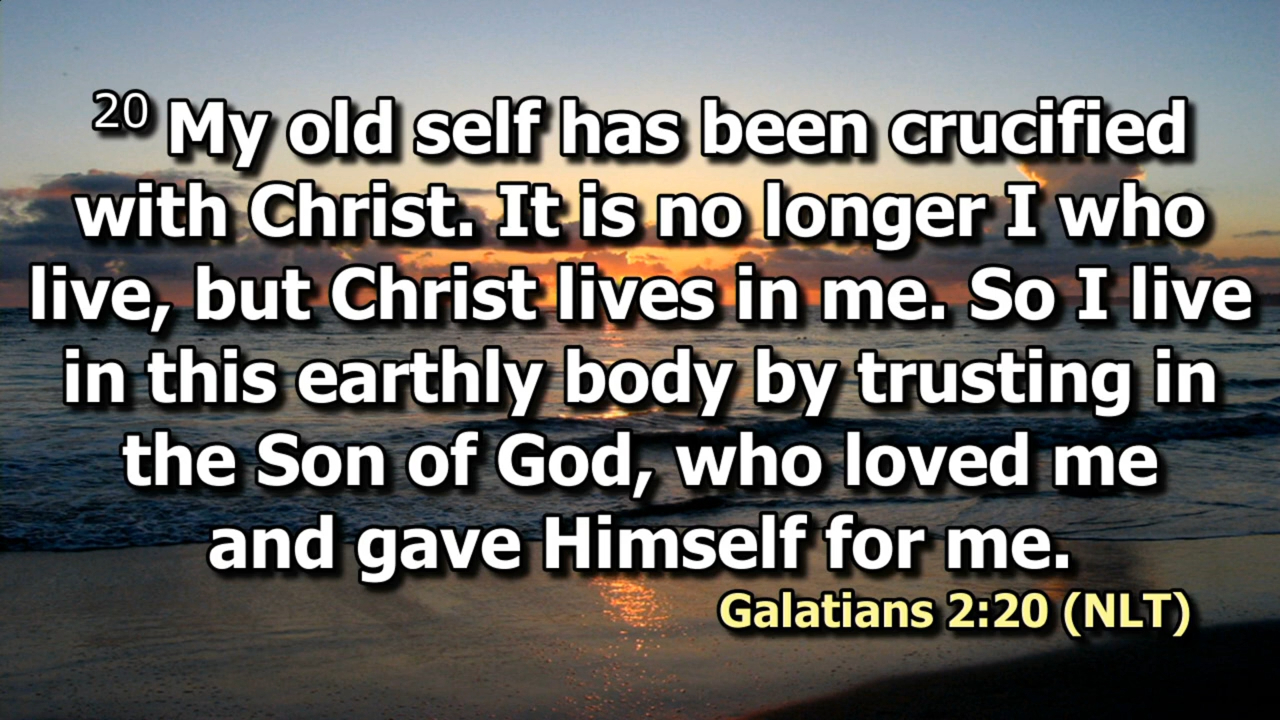 20 My old self has been crucified
with Christ. It is no longer I who
live, but Christ lives in me. So I live
in this earthly body by trusting in
the Son of God, who loved me
and gave Himself for me.
Galatians 2:20 (NLT)